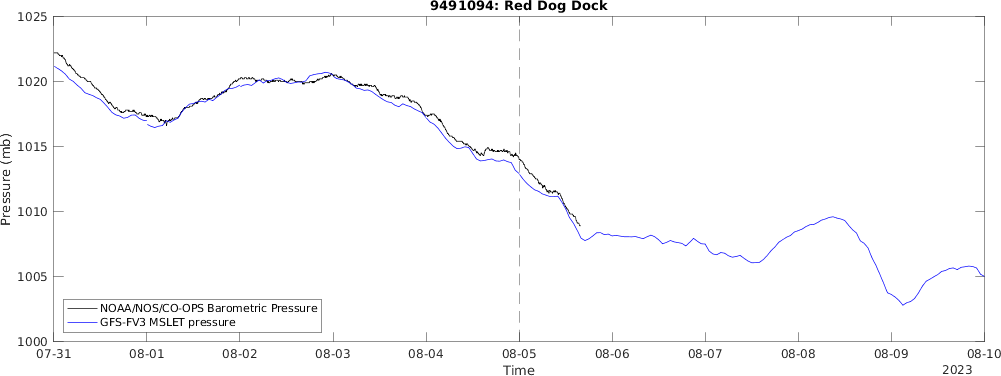 9491094: Red Dog Dock
Pressure (mb)
1025
1020
1015
1010
1005
1000
NOAA/NOS/CO-OPS Barometric Pressure
GFS-FV3 MSLET pressure
07-31 08-01 08-02 08-03 08-04 08-05 08-06 08-07 08-08 08-09 08-10
Time
2023